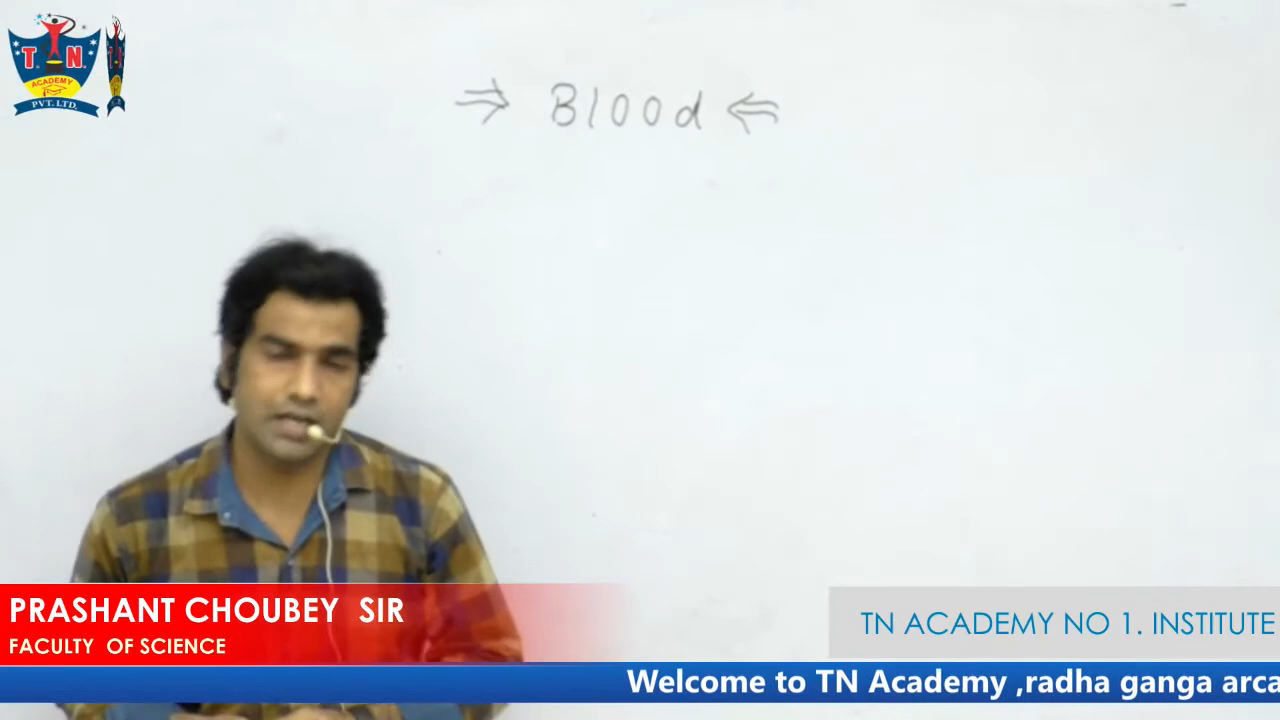 T. N.
ACADEMY
PVT. LTD.
⇒ Blood ⇐
PRASHANT CHOUBEY SIR
FACULTY OF SCIENCE
TN ACADEMY NO 1. INSTITUTE
Welcome to TN Academy ,radha ganga arca